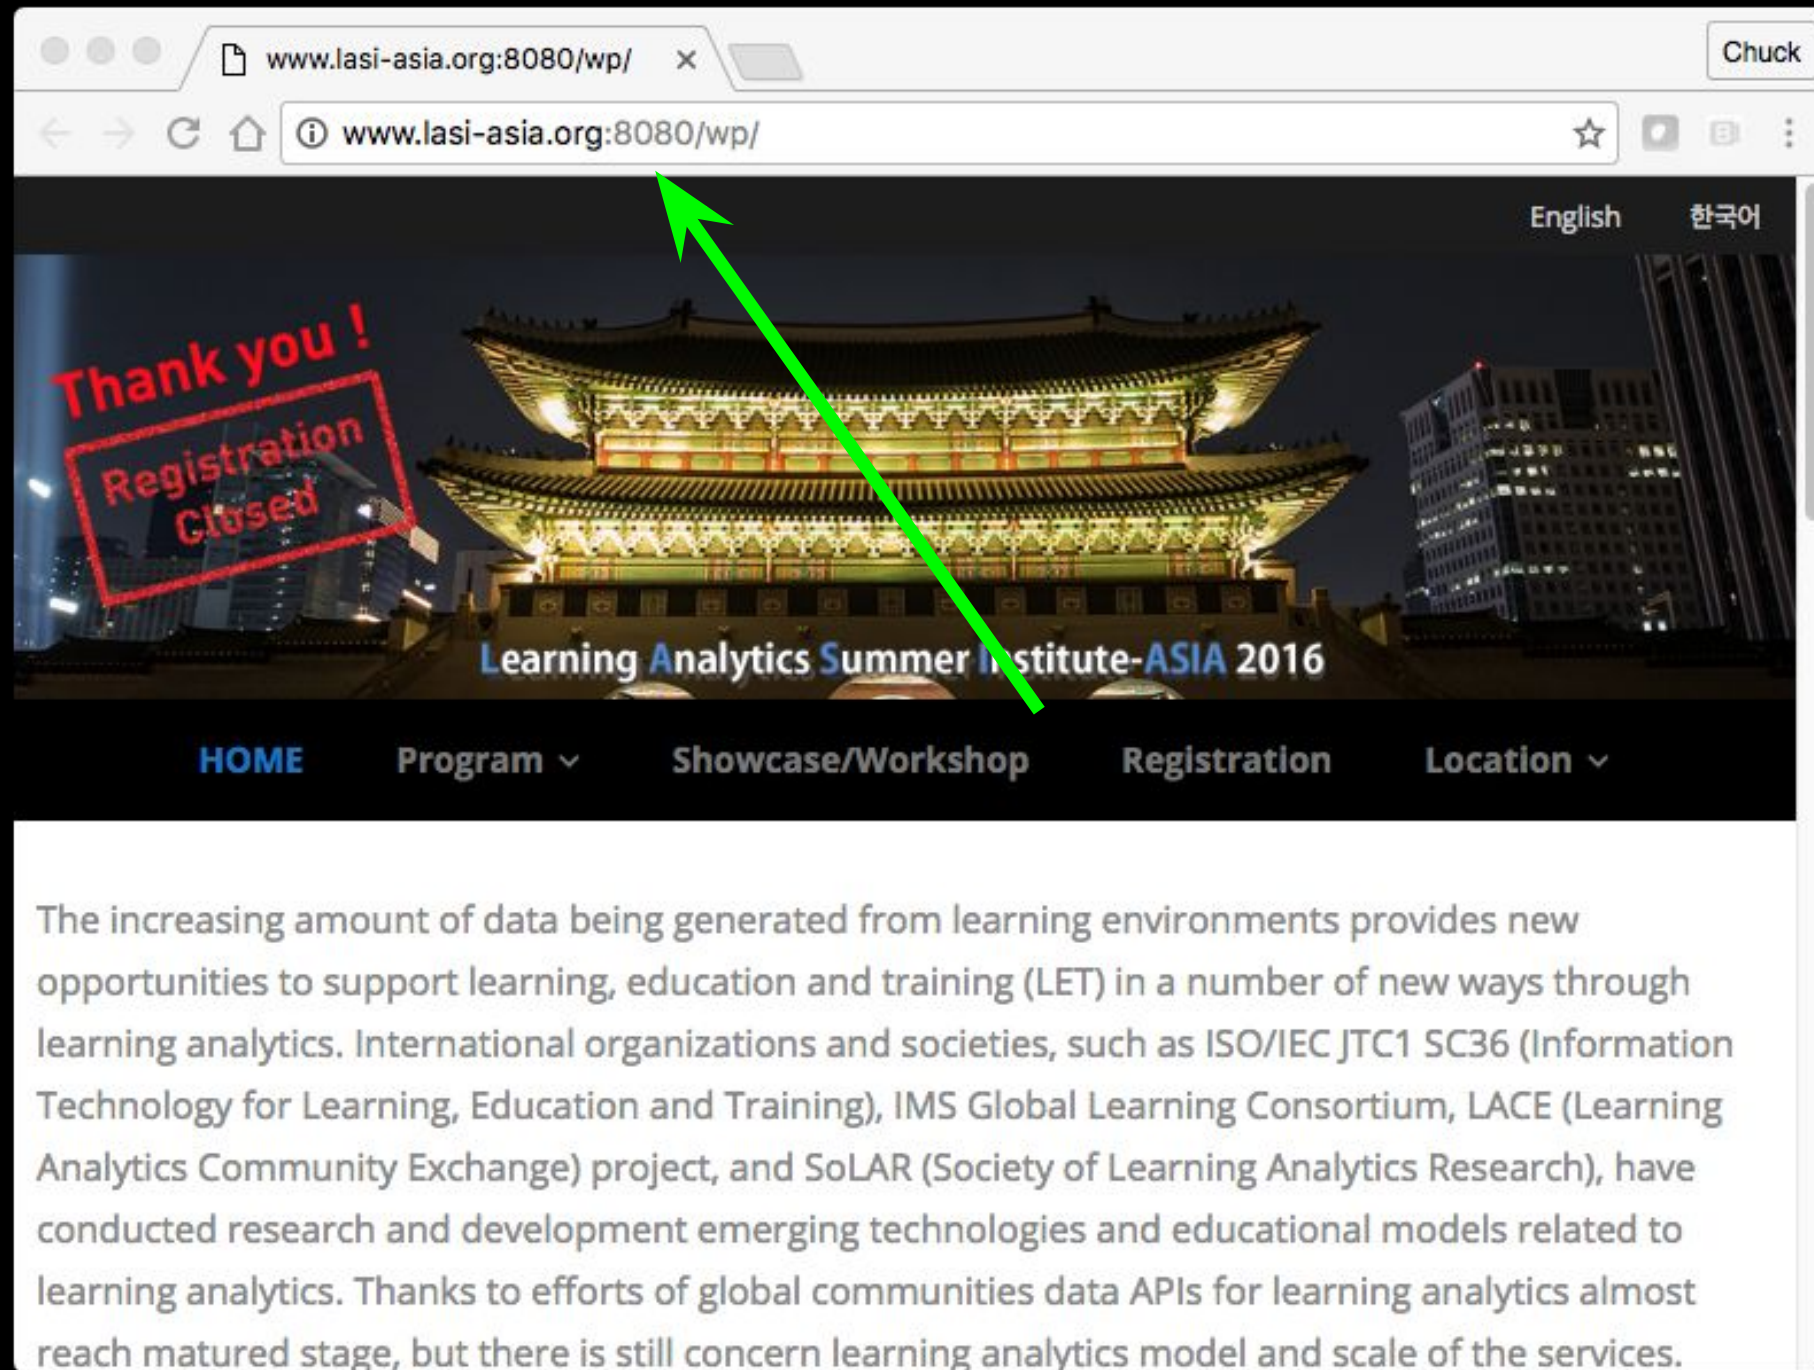 www.lasi-asia.org:8080/wp/
Chuck
www.lasi-asia.org:8080/wp/
English 한국어
Thank you !
Registration
Closed
Learning Analytics Summer Institute-ASIA 2016
HOME Program Showcase/Workshop Registration Location
The increasing amount of data being generated from learning environments provides new
opportunities to support learning, education and training (LET) in a number of new ways through
learning analytics. International organizations and societies, such as ISO/IEC JTC1 SC36 (Information
Technology for Learning, Education and Training), IMS Global Learning Consortium, LACE (Learning
Analytics Community Exchange) project, and SoLAR (Society of Learning Analytics Research), have
conducted research and development emerging technologies and educational models related to
learning analytics. Thanks to efforts of global communities data APIs for learning analytics almost
reach matured stage, but there is still concern learning analytics model and scale of the services.